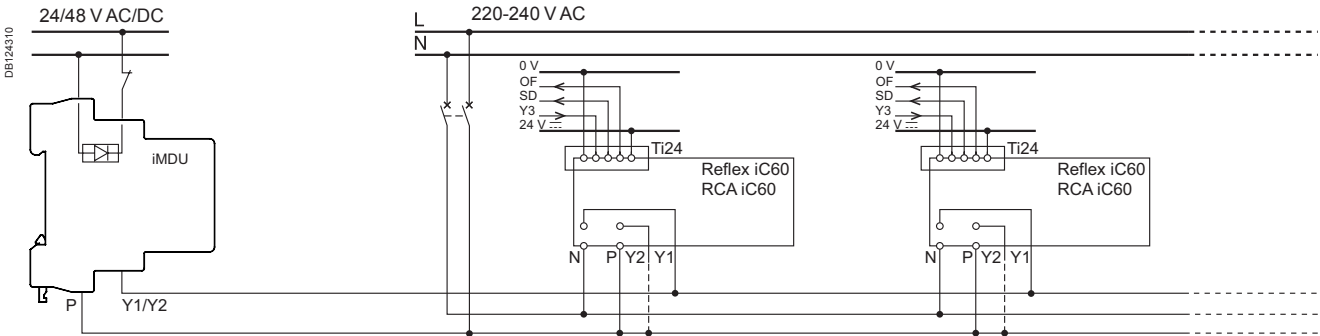 DB124310
24/48 V AC/DC
iMDU
P
Y1/Y2
L
220-240 V AC
N
0 V
OF
SD
Y3
24 V ⎓
Ti24
Reflex iC60
RCA iC60
N
P
Y2
Y1
0 V
OF
SD
Y3
24 V ⎓
Ti24
Reflex iC60
RCA iC60
N
P
Y2
Y1